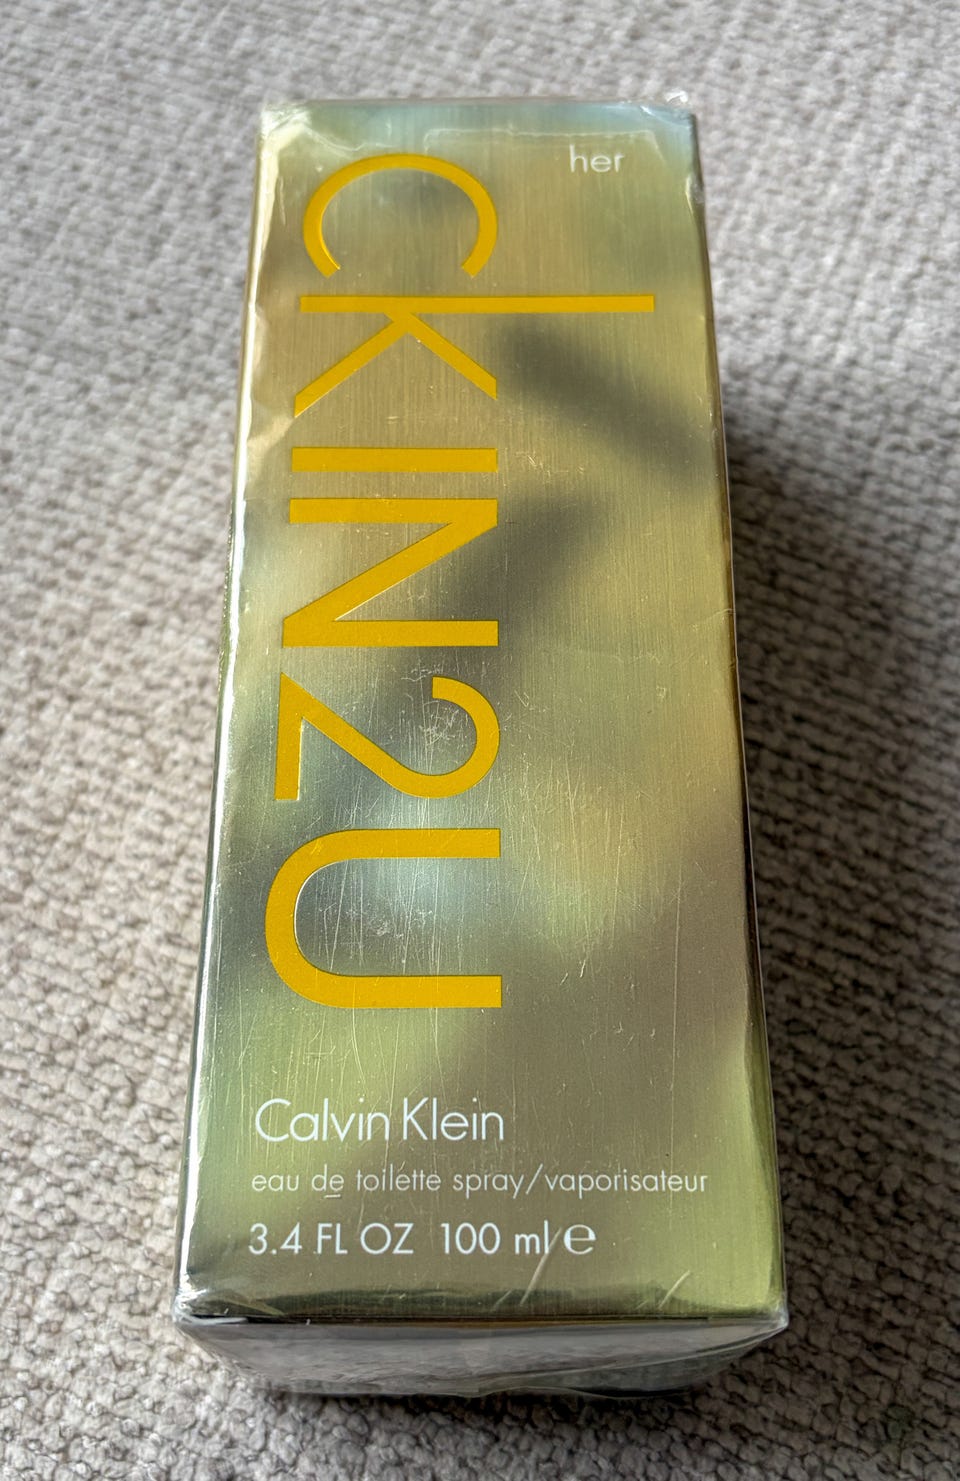 her
ckIN2U
Calvin Klein
eau de toilette spray/vaporisateur
3.4 FL OZ 100 ml ℮